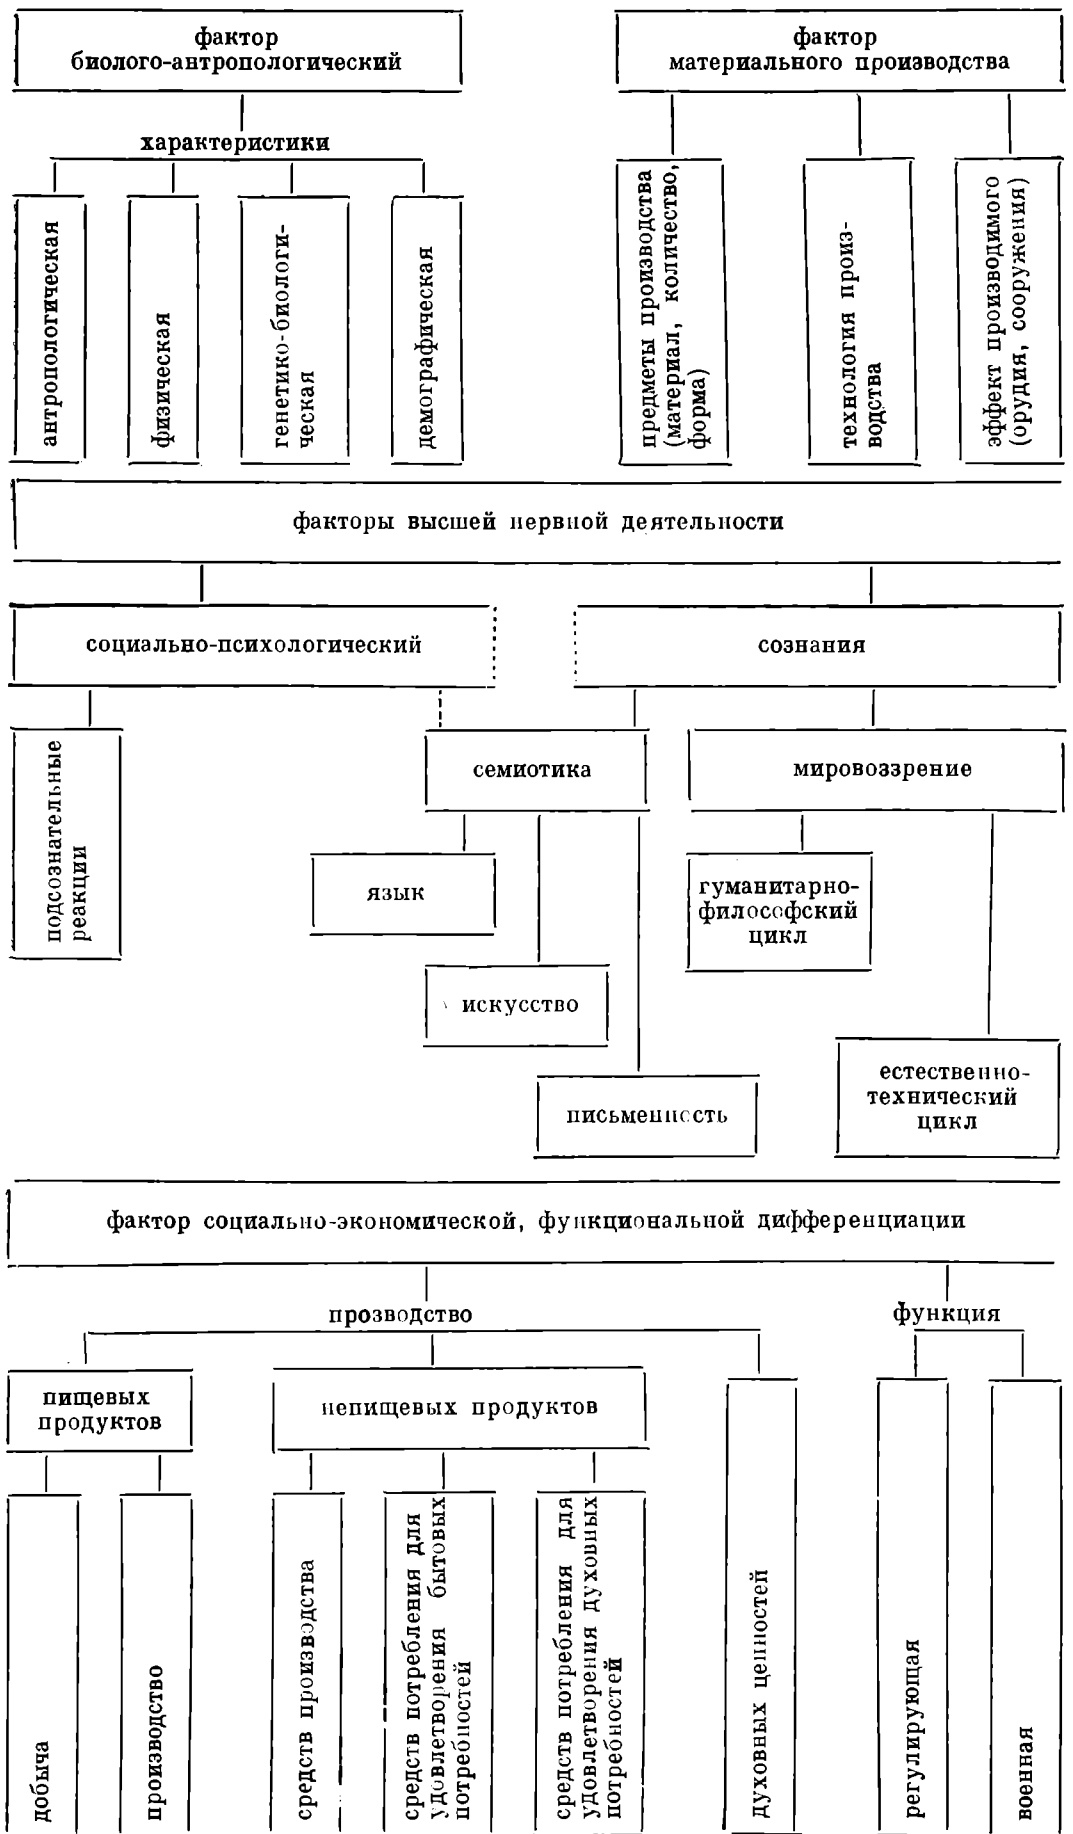 фактор
биолого-антропологический
фактор
материального производства
характеристики
антропологическая
физическая
генетико-биологи-
ческая
демографическая
предметы производства
(материал, количество,
форма)
технология произ-
водства
эффект производимого
(орудия, сооружения)
факторы высшей нервной деятельности
социально-психологический
сознания
подсознательные
реакции
семиотика
мировоззрение
язык
гуманитарно-
философский
цикл
искусство
естественно-
технический
цикл
письменность
фактор социально-экономической, функциональной дифференциации
прозводство
функция
пищевых
продуктов
непищевых продуктов
добыча
производство
средств производства
средств потребления для
удовлетворения бытовых
потребностей
средств потребления для
удовлетворения духовных
потребностей
духовных ценностей
регулирующая
военная